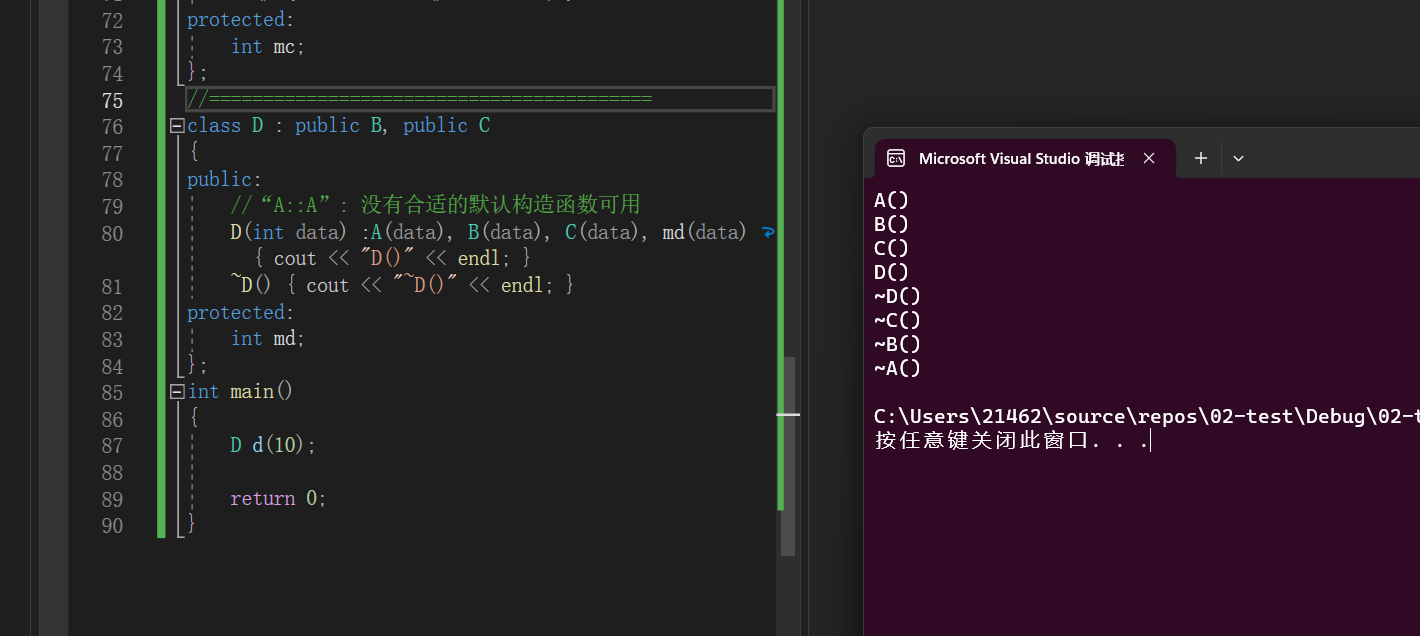 72 protected:
73 int mc;
74 };
75 //=========================================
76 class D : public B, public C
77 {
78 public:
79 //“A::A”: 没有合适的默认构造函数可用
80 D(int data) :A(data), B(data), C(data), md(data)
{ cout << "D()" << endl; }
81 ~D() { cout << "~D()" << endl; }
82 protected:
83 int md;
84 };
85 int main()
86 {
87 D d(10);
88
89 return 0;
90 }
Microsoft Visual Studio 调试
A()
B()
C()
D()
~D()
~C()
~B()
~A()
C:\Users\21462\source\repos\02-test\Debug\02-t
按任意键关闭此窗口. . .